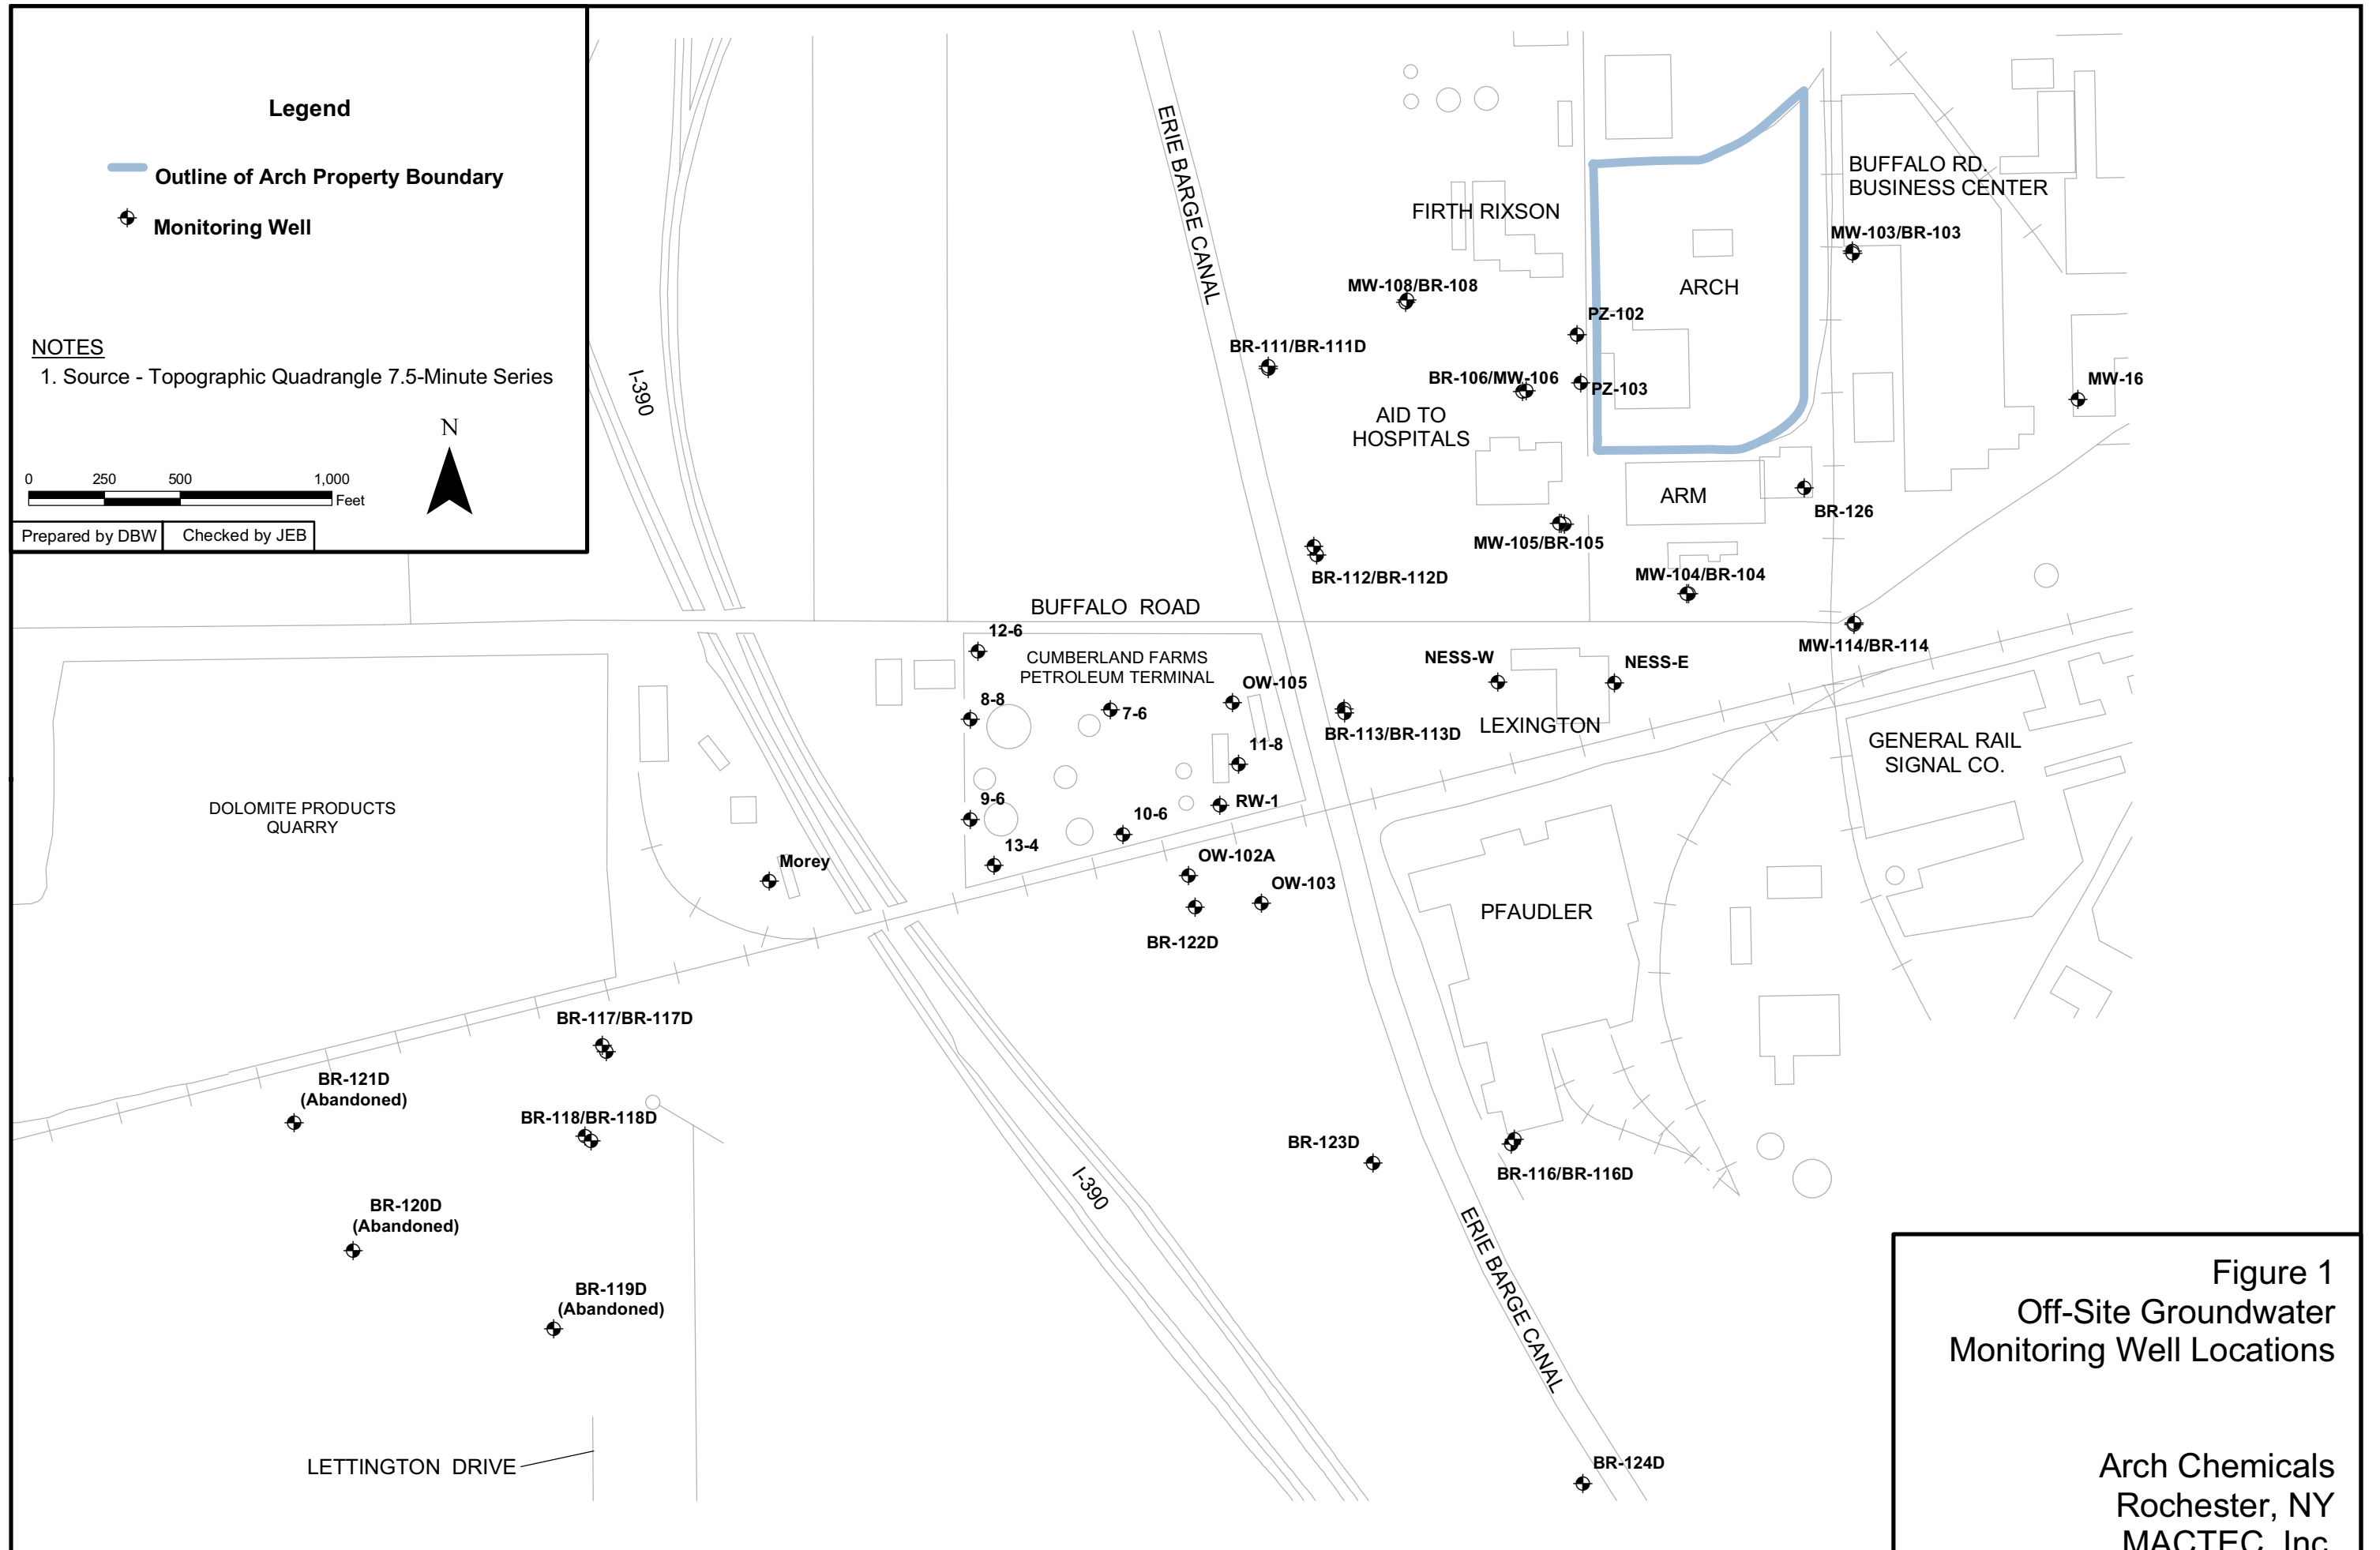 Legend
Outline of Arch Property Boundary
Monitoring Well
NOTES
1. Source - Topographic Quadrangle 7.5-Minute Series
N
0 250 500 1,000
Feet
Prepared by DBW Checked by JEB
I-390
ERIE BARGE CANAL
BUFFALO RD.
BUSINESS CENTER
FIRTH RIXSON
MW-103/BR-103
MW-108/BR-108
ARCH
PZ-102
BR-111/BR-111D
BR-106/MW-106
PZ-103
MW-16
AID TO
HOSPITALS
ARM
BR-126
MW-105/BR-105
BR-112/BR-112D
MW-104/BR-104
BUFFALO ROAD
12-6
MW-114/BR-114
CUMBERLAND FARMS
PETROLEUM TERMINAL
NESS-W
NESS-E
OW-105
8-8
7-6
BR-113/BR-113D
LEXINGTON
11-8
GENERAL RAIL
SIGNAL CO.
9-6
RW-1
10-6
DOLOMITE PRODUCTS
QUARRY
13-4
Morey
OW-102A
OW-103
PFAUDLER
BR-122D
BR-117/BR-117D
BR-121D
(Abandoned)
BR-118/BR-118D
BR-123D
BR-116/BR-116D
I-390
BR-120D
(Abandoned)
ERIE BARGE CANAL
BR-119D
(Abandoned)
LETTINGTON DRIVE
BR-124D
Figure 1
Off-Site Groundwater
Monitoring Well Locations
Arch Chemicals
Rochester, NY
MACTEC, Inc.